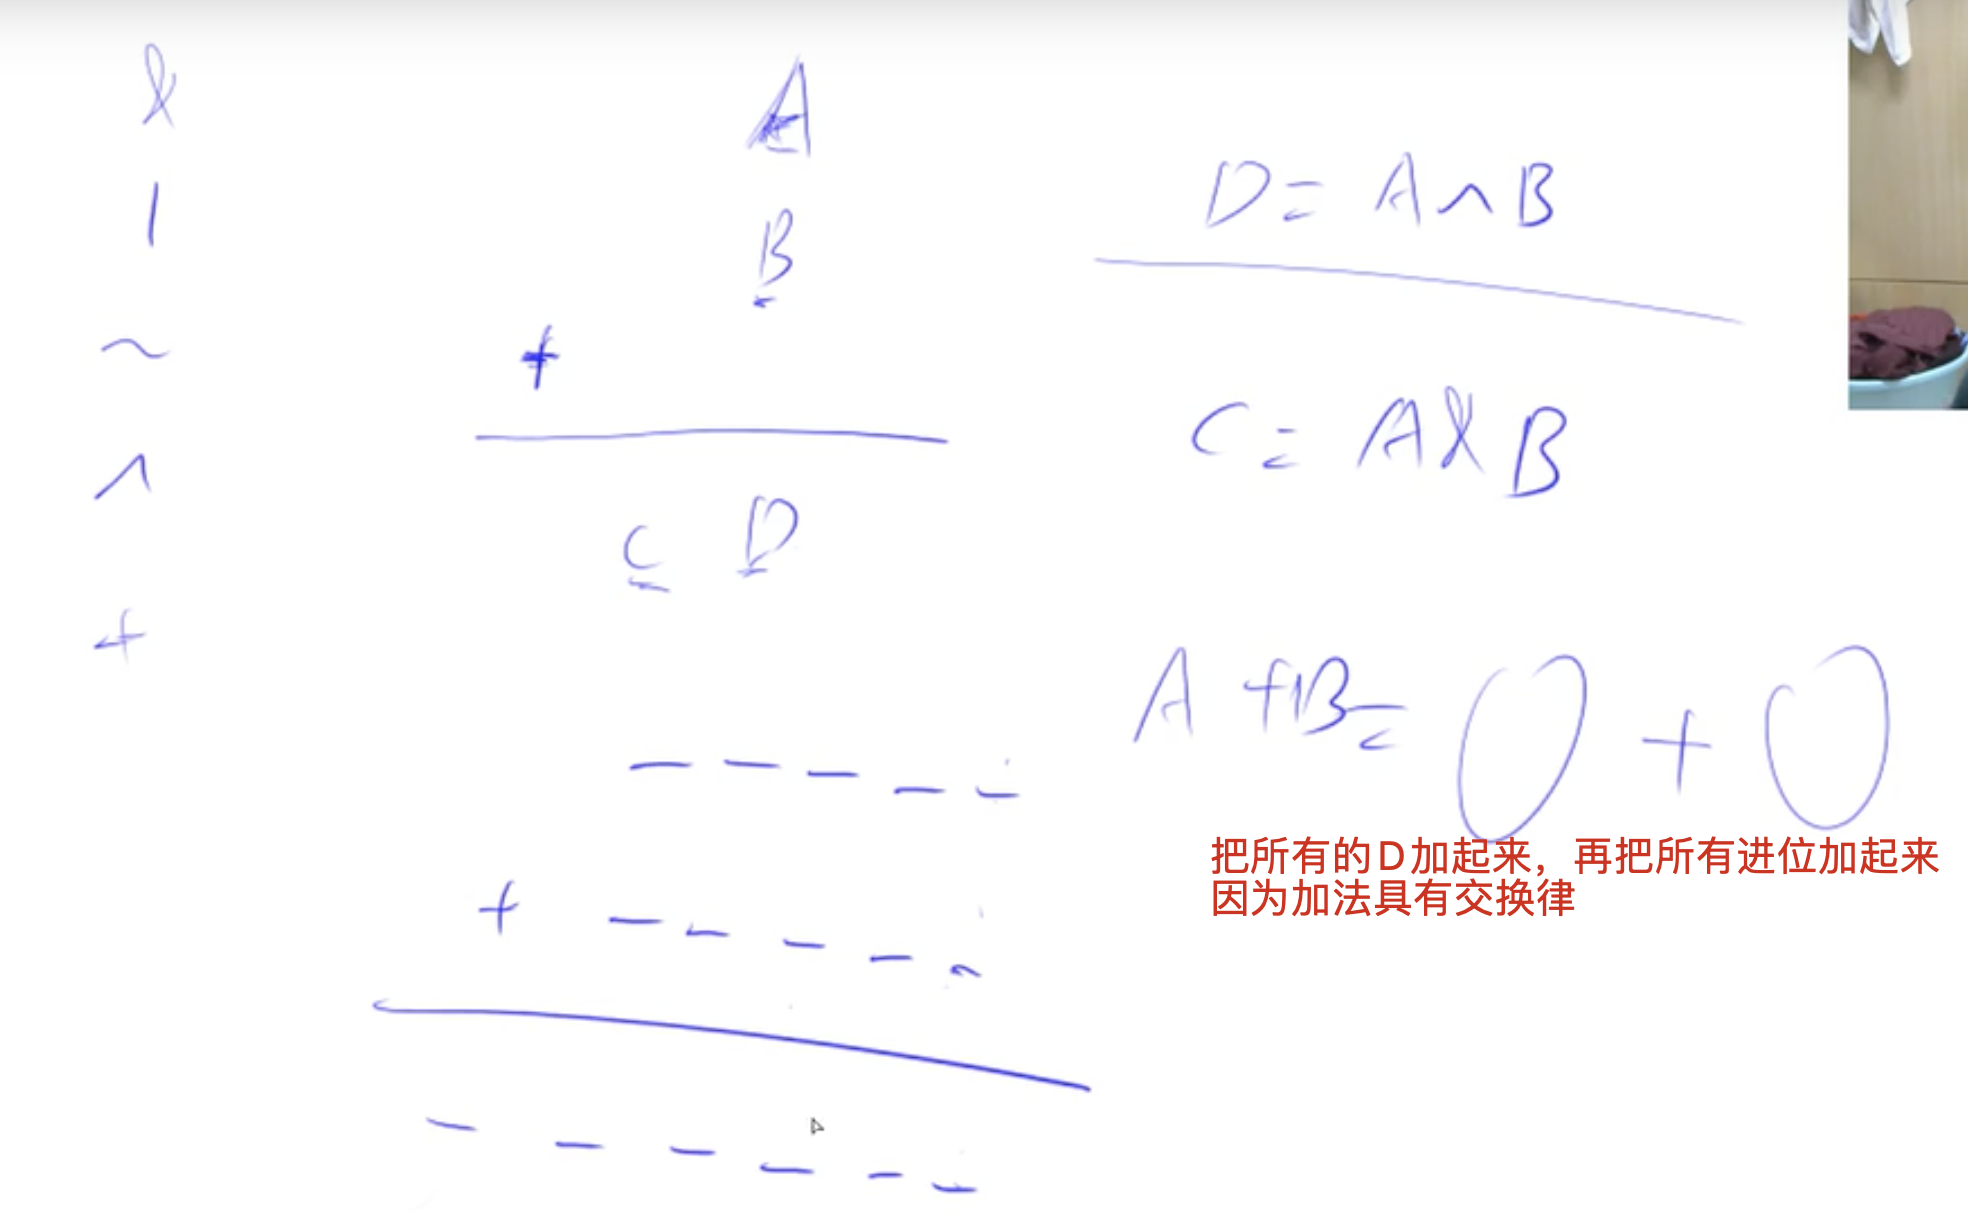 &
|
~
^
+
A
B
+
C D
D = A ^ B
C = A & B
A + B = O + O
+
把所有的D加起来，再把所有进位加起来
因为加法具有交换律